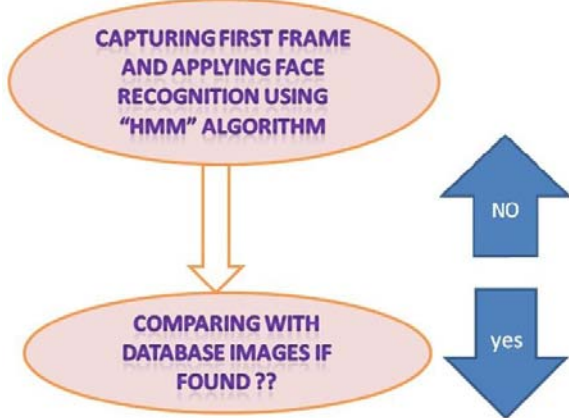 CAPTURING FIRST FRAME
AND APPLYING FACE
RECOGNITION USING
“HMM” ALGORITHM
NO
COMPARING WITH
DATABASE IMAGES IF
FOUND ??
yes